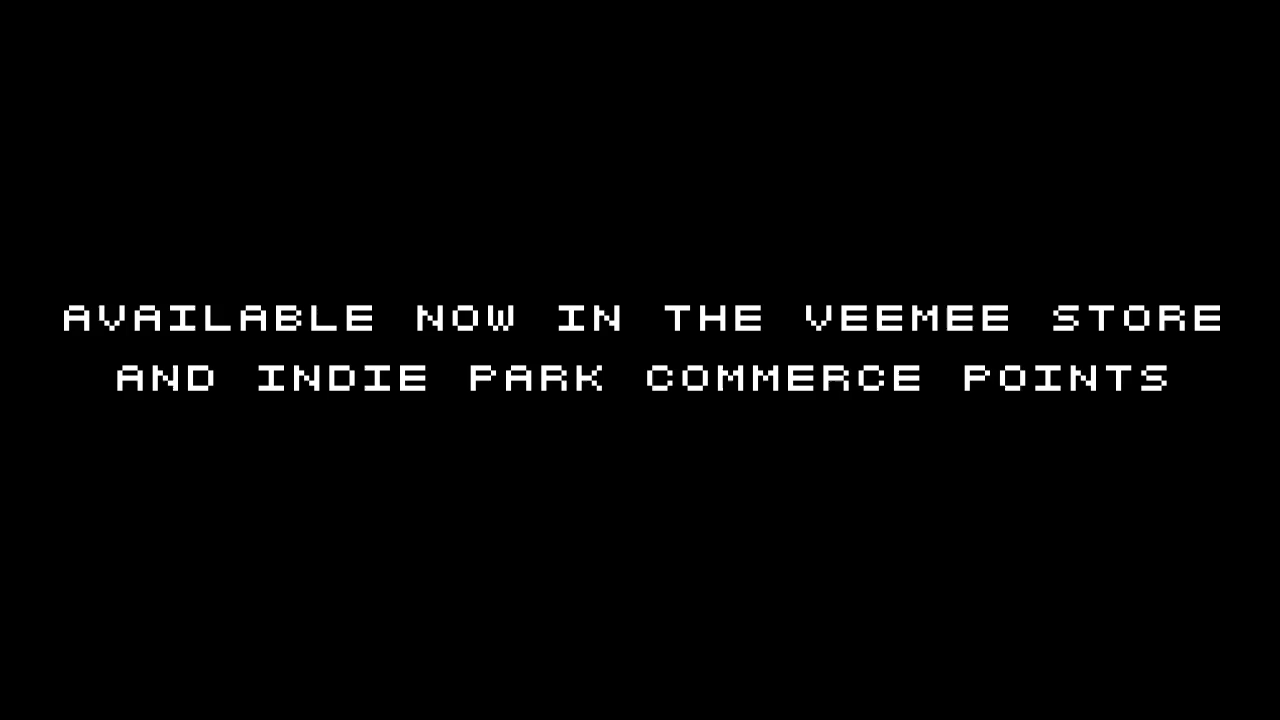 AVAILABLE NOW IN THE VEEMEE STORE
AND INDIE PARK COMMERCE POINTS